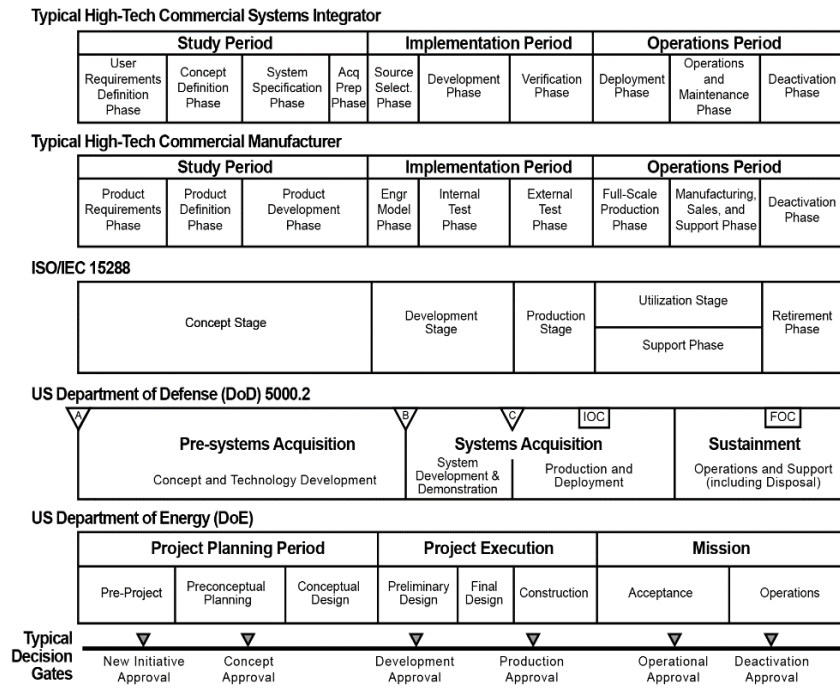 Typical High-Tech Commercial Systems Integrator
Study Period
Implementation Period
Operations Period
User
Requirements
Definition
Phase
Concept
Definition
Phase
System
Specification
Phase
Acq
Prep
Phase
Source
Select.
Phase
Development
Phase
Verification
Phase
Deployment
Phase
Operations
and
Maintenance
Phase
Deactivation
Phase
Typical High-Tech Commercial Manufacturer
Study Period
Implementation Period
Operations Period
Product
Requirements
Phase
Product
Definition
Phase
Product
Development
Phase
Engr
Model
Phase
Internal
Test
Phase
External
Test
Phase
Full-Scale
Production
Phase
Manufacturing,
Sales, and
Support Phase
Deactivation
Phase
ISO/IEC 15288
Concept Stage
Development
Stage
Production
Stage
Utilization Stage
Support Phase
Retirement
Phase
US Department of Defense (DoD) 5000.2
A
B
C
IOC
FOC
Pre-systems Acquisition
Concept and Technology Development
Systems Acquisition
System
Development &
Demonstration
Production and
Deployment
Sustainment
Operations and Support
(including Disposal)
US Department of Energy (DoE)
Project Planning Period
Project Execution
Mission
Pre-Project
Preconceptual
Planning
Conceptual
Design
Preliminary
Design
Final
Design
Construction
Acceptance
Operations
Typical
Decision
Gates
New Initiative
Approval
Concept
Approval
Development
Approval
Production
Approval
Operational
Approval
Deactivation
Approval